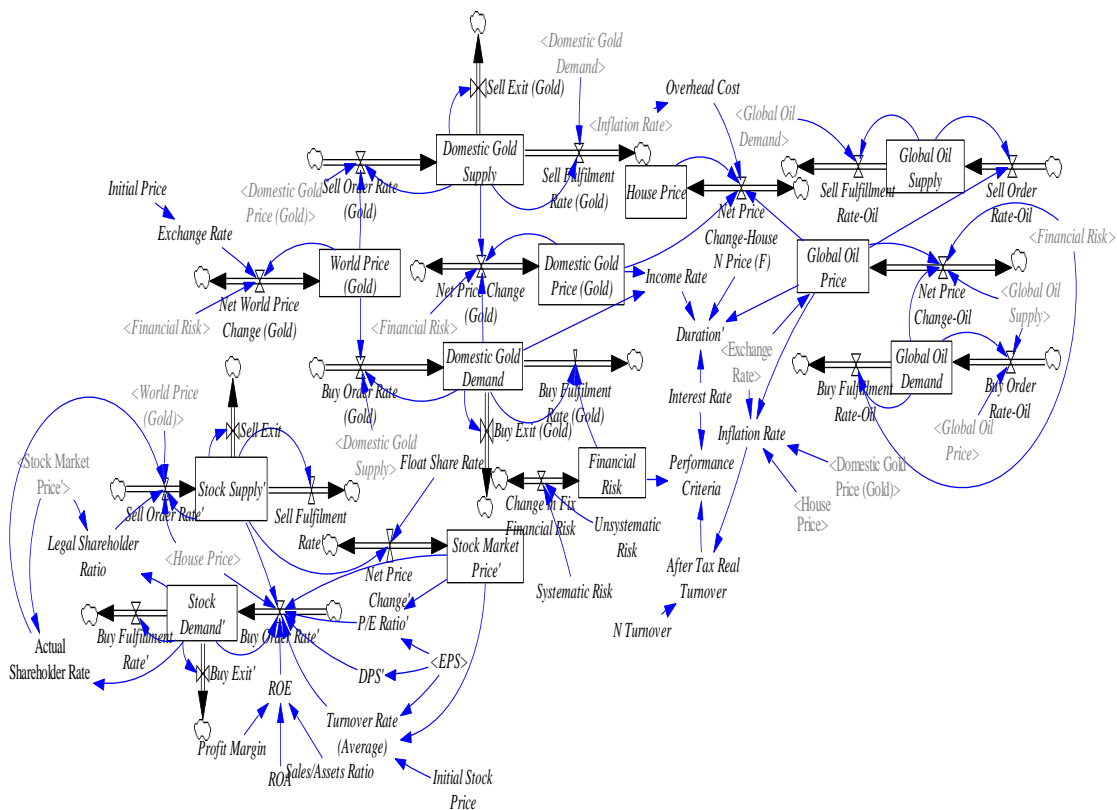 <Domestic Gold
Demand>
Sell Exit (Gold)
Overhead Cost
<Inflation Rate>
<Global Oil
Demand>
Domestic Gold
Supply
Global Oil
Supply
Sell Order Rate
(Gold)
Sell Fulfilment
Rate (Gold)
House Price
Sell Fulfillment
Rate-Oil
Sell Order
Rate-Oil
Initial Price
<Domestic Gold
Price (Gold)>
Net Price
Change-House
N Price (F)
Exchange Rate
<Financial Risk>
World Price
(Gold)
Domestic Gold
Price (Gold)
Global Oil
Price
Income Rate
Net World Price
Change (Gold)
Net Price Change
(Gold)
Net Price
Change-Oil
<Global Oil
Supply>
<Financial Risk>
<Financial Risk>
Duration'
<Exchange
Rate>
Domestic Gold
Demand
Global Oil
Demand
Buy Order Rate
(Gold)
Buy Fulfilment
Rate (Gold)
Interest Rate
Buy Fulfillment
Rate-Oil
Buy Order
Rate-Oil
<World Price
(Gold)>
Sell Exit
Buy Exit (Gold)
Inflation Rate
<Global Oil
Price>
<Domestic Gold
Supply>
Float Share Rate
<Stock Market
Price'>
Stock Supply'
Financial
Risk
Performance
Criteria
<Domestic Gold
Price (Gold)>
Sell Order Rate'
Sell Fulfilment
Rate'
Change in Fix
Financial Risk
Unsystematic
Risk
<House
Price>
Legal Shareholder
Ratio
<House Price>
Stock Market
Price'
Net Price
Change'
After Tax Real
Turnover
Systematic Risk
Stock
Demand'
Buy Fulfilment
Rate'
Buy Order Rate'
P/E Ratio'
N Turnover
Actual
Shareholder Rate
Buy Exit'
<EPS>
DPS'
ROE
Turnover Rate
(Average)
Profit Margin
ROA
Sales/Assets Ratio
Initial Stock
Price